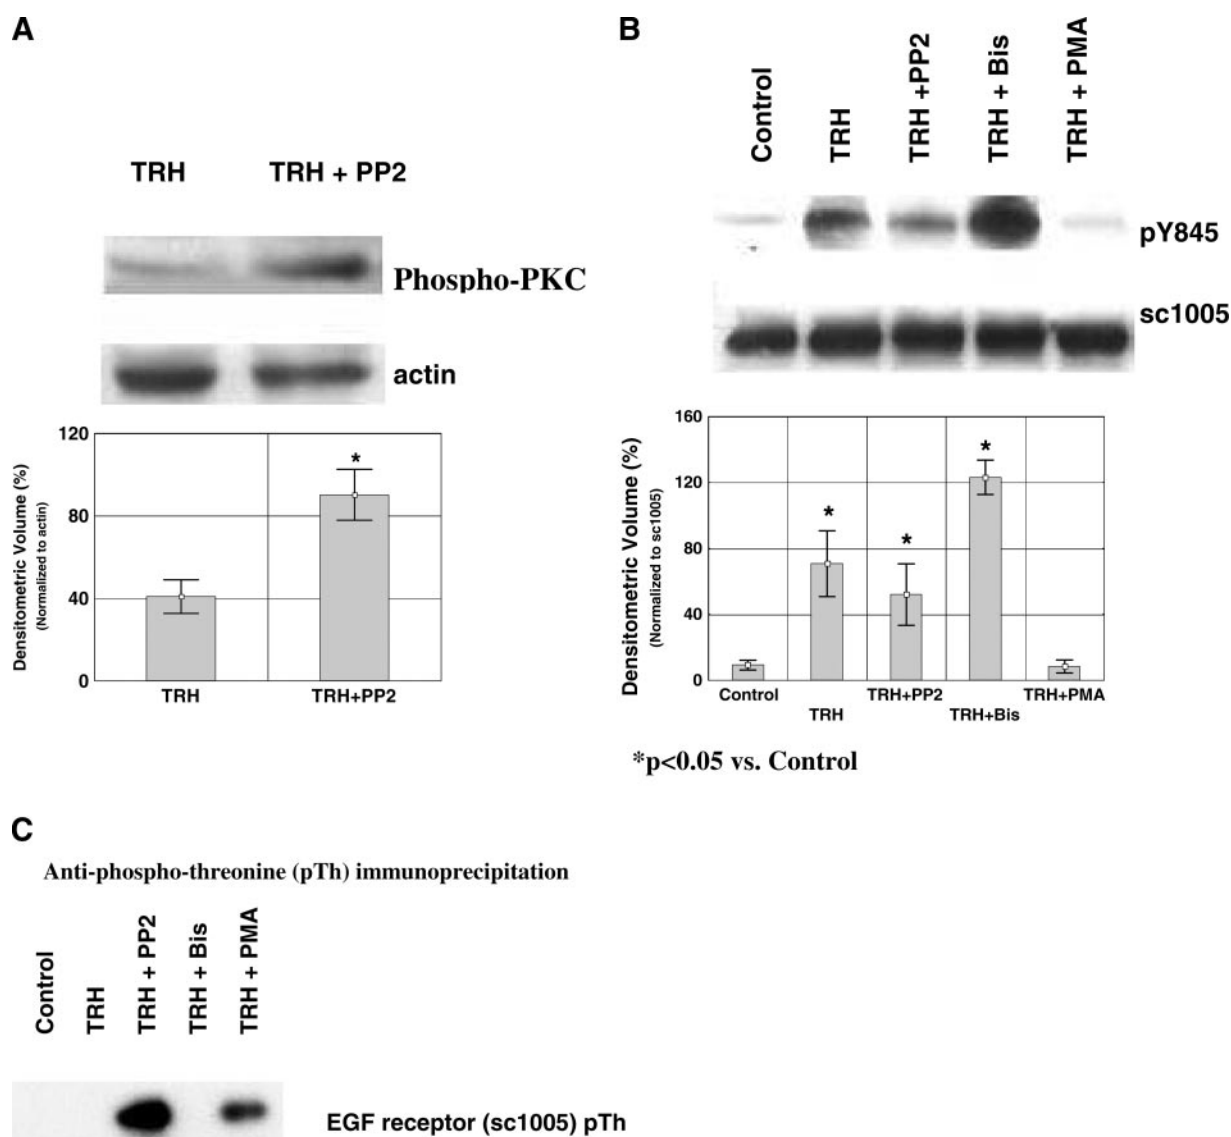 A
TRH
TRH + PP2
Phospho-PKC
actin
Densitometric Volume (%)
(Normalized to actin)
120
80
40
0
TRH
TRH+PP2
B
Control
TRH
TRH +PP2
TRH + Bis
TRH + PMA
pY845
sc1005
Densitometric Volume (%)
(Normalized to sc1005)
160
120
80
40
0
*
*
*
*
Control
TRH
TRH+PP2
TRH+Bis
TRH+PMA
*p<0.05 vs. Control
C
Anti-phospho-threonine (pTh) immunoprecipitation
Control
TRH
TRH + PP2
TRH + Bis
TRH + PMA
EGF receptor (sc1005) pTh